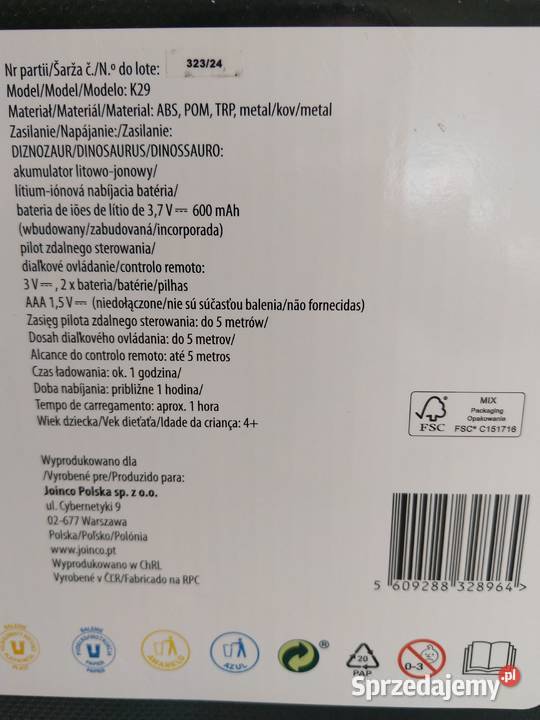 Nr partii/Šarža č./N.º do lote: 323/24
Model/Model/Modelo: K29
Materiał/Materiál/Material: ABS, POM, TRP, metal/kov/metal
Zasilanie/Napájanie:/Zasilanie:
DIZNOZAUR/DINOSAURUS/DINOSSAURO:
akumulator litowo-jonowy/
lítium-iónová nabíjacia batéria/
bateria de iões de lítio de 3,7 V⎓ 600 mAh
(wbudowany/zabudovaná/incorporada)
pilot zdalnego sterowania/
diaľkové ovládanie/controlo remoto:
3 V⎓, 2 x bateria/batérie/pilhas
AAA 1,5 V⎓ (niedołączone/nie sú súčasťou balenia/não fornecidas)
Zasięg pilota zdalnego sterowania: do 5 metrów/
Dosah diaľkového ovládania: do 5 metrov/
Alcance do controlo remoto: até 5 metros
Czas ładowania: ok. 1 godzina/
Doba nabíjania: približne 1 hodina/
Tempo de carregamento: aprox. 1 hora
Wiek dziecka/Vek dieťaťa/Idade da criança: 4+
MIX
Packaging
Opakowanie
FSC® C151716
FSC
Wyprodukowano dla
/Vyrobené pre/Produzido para:
Joinco Polska sp. z o.o.
ul. Cybernetyki 9
02-677 Warszawa
Polska/Poľsko/Polónia
www.joinco.pt
Wyprodukowano w ChRL
Vyrobené v ČĽR/Fabricado na RPC
5 609288 328964 >
PAPIER
AMARELO
AZUL
®
20
PAP
0-3
Sprzedajemy.pl